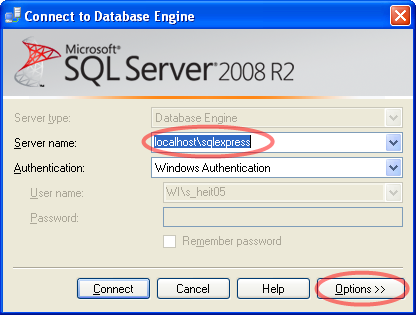 Connect to Database Engine
Microsoft®
SQL Server® 2008 R2
Server type: Database Engine
Server name: localhost\sqlexpress
Authentication: Windows Authentication
User name: WI\s_heit05
Password:
Remember password
Connect Cancel Help Options >>